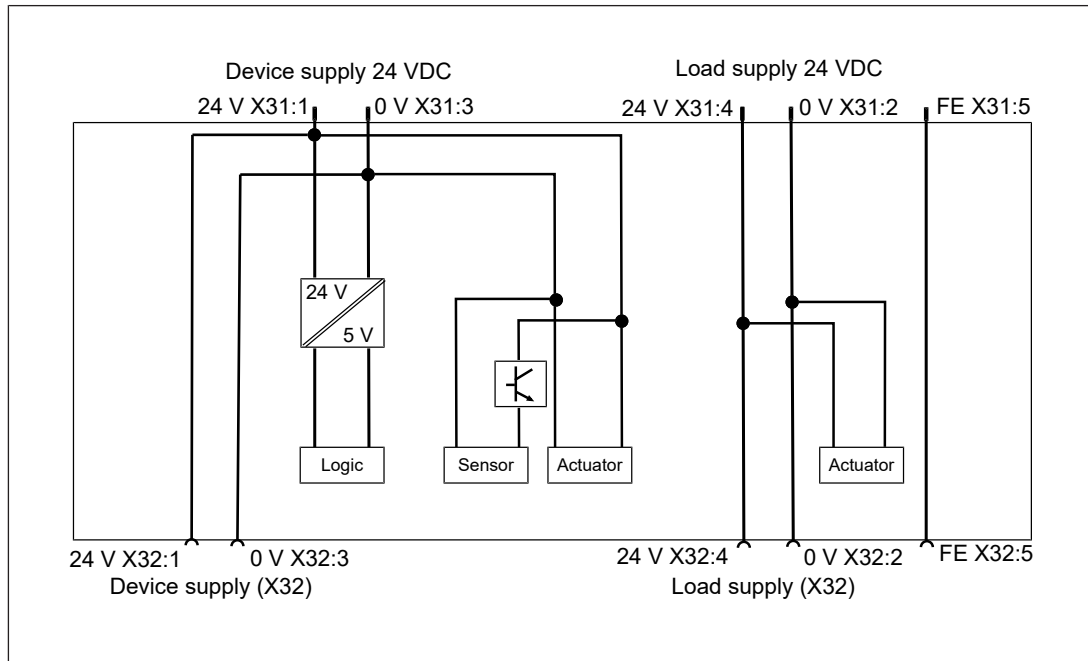 Device supply 24 VDC
Load supply 24 VDC
24 V X31:1
0 V X31:3
24 V X31:4
0 V X31:2
FE X31:5
24 V
5 V
Logic
Sensor
Actuator
Actuator
24 V X32:1
0 V X32:3
24 V X32:4
0 V X32:2
FE X32:5
Device supply (X32)
Load supply (X32)